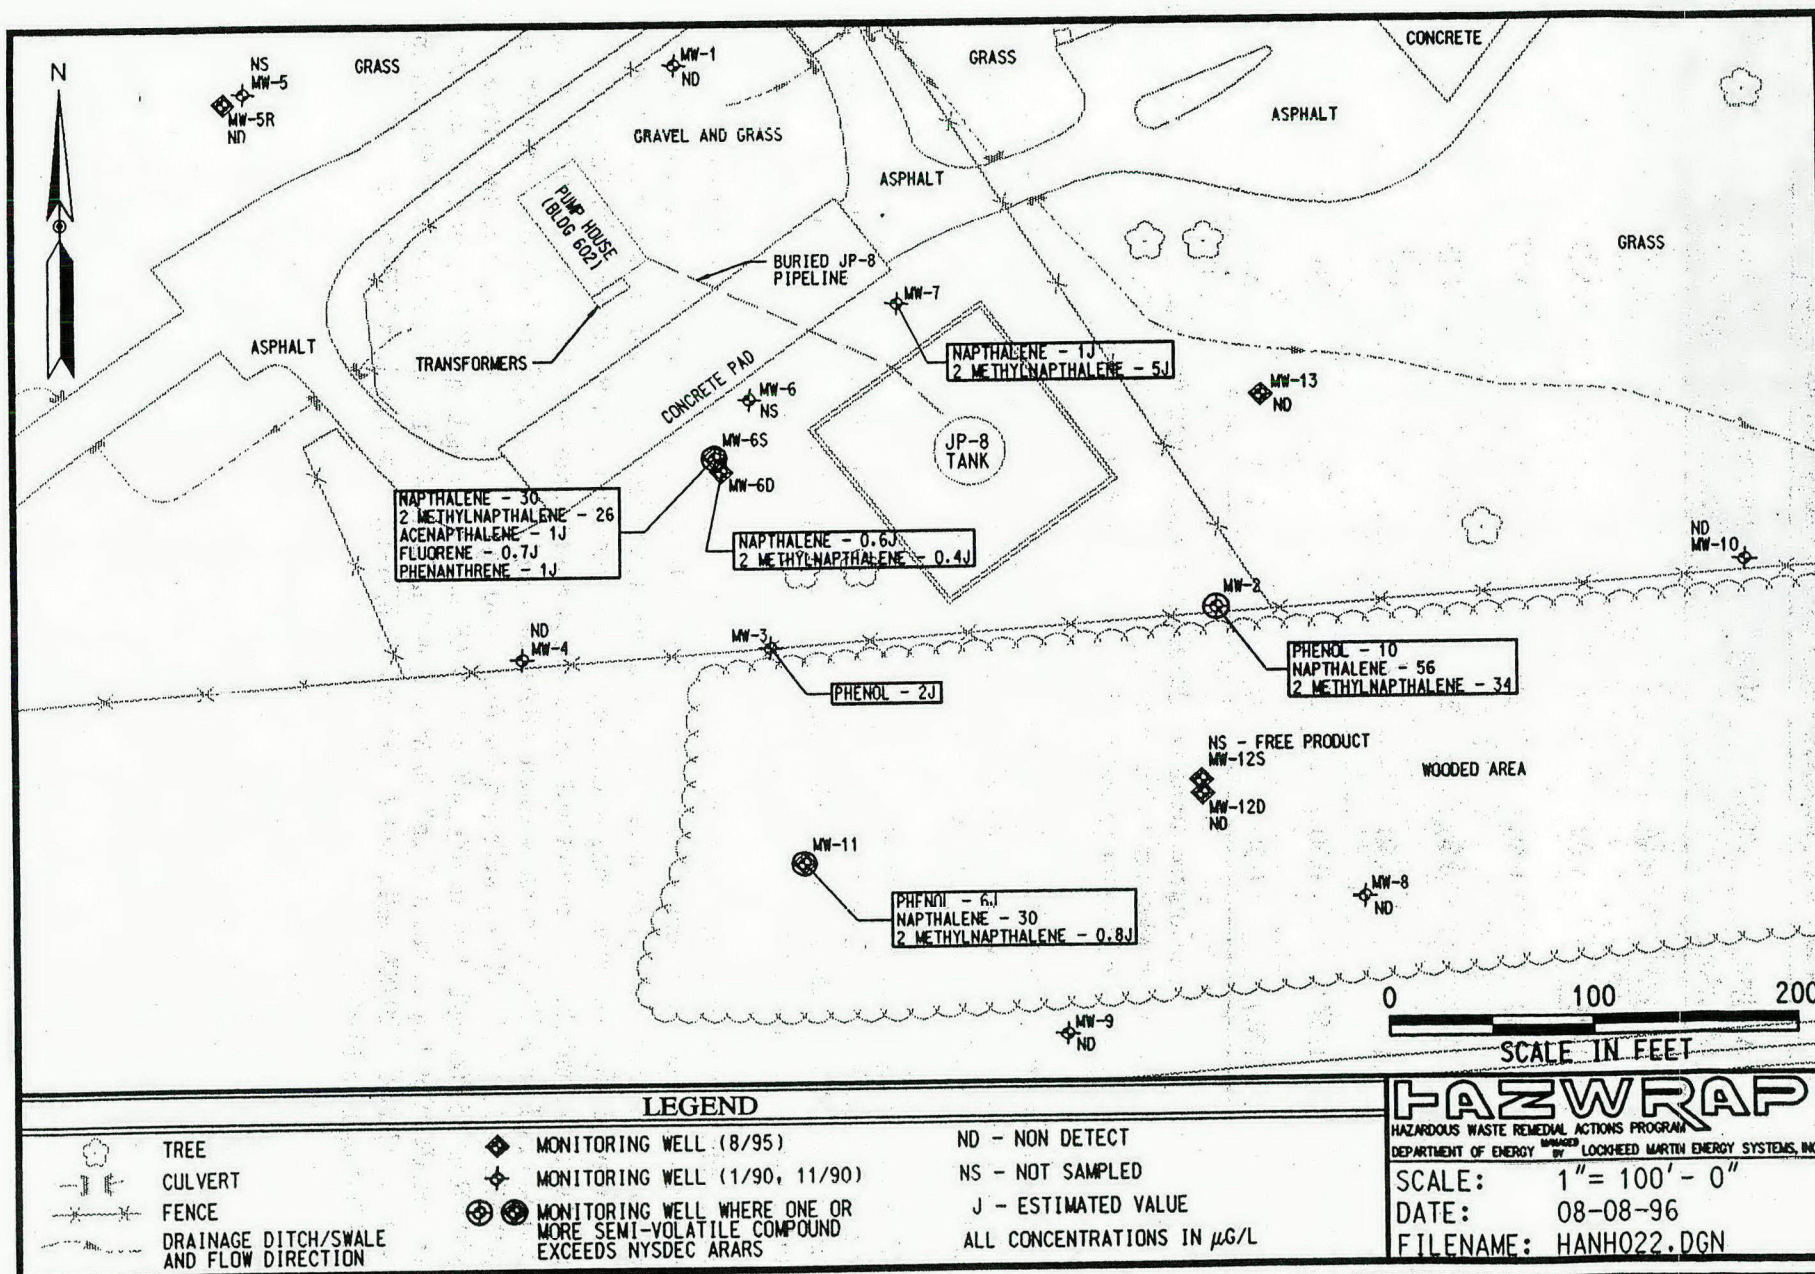 N
NS
MW-5
MW-5R
ND
GRASS
MW-1
ND
GRASS
CONCRETE
GRAVEL AND GRASS
ASPHALT
ASPHALT
PUMP HOUSE
(BLDG 602)
GRASS
BURIED JP-8
PIPELINE
MW-7
ASPHALT
TRANSFORMERS
CONCRETE PAD
NAPTHALENE - 1J
2 METHYLNAPTHALENE - 5J
MW-6
NS
MW-13
ND
MW-6S
MW-6D
JP-8
TANK
NAPTHALENE - 30
2 METHYLNAPTHALENE - 26
ACENAPTHALENE - 1J
FLUORENE - 0.7J
PHENANTHRENE - 1J
NAPTHALENE - 0.6J
2 METHYLNAPTHALENE - 0.4J
ND
MW-10
MW-2
ND
MW-4
MW-3
PHENOL - 10
NAPTHALENE - 56
2 METHYLNAPTHALENE - 34
PHENOL - 2J
NS - FREE PRODUCT
MW-12S
WOODED AREA
MW-12D
ND
MW-11
PHENOL - 6J
NAPTHALENE - 30
2 METHYLNAPTHALENE - 0.8J
MW-8
ND
MW-9
ND
0 100 200
SCALE IN FEET
LEGEND
TREE
CULVERT
FENCE
DRAINAGE DITCH/SWALE
AND FLOW DIRECTION
MONITORING WELL (8/95)
MONITORING WELL (1/90, 11/90)
MONITORING WELL WHERE ONE OR
MORE SEMI-VOLATILE COMPOUND
EXCEEDS NYSDEC ARARS
ND - NON DETECT
NS - NOT SAMPLED
J - ESTIMATED VALUE
ALL CONCENTRATIONS IN µG/L
HAZWRAP
HAZARDOUS WASTE REMEDIAL ACTIONS PROGRAM
DEPARTMENT OF ENERGY MANAGED BY LOCKHEED MARTIN ENERGY SYSTEMS, INC
SCALE: 1"= 100'- 0"
DATE: 08-08-96
FILENAME: HANH022.DGN